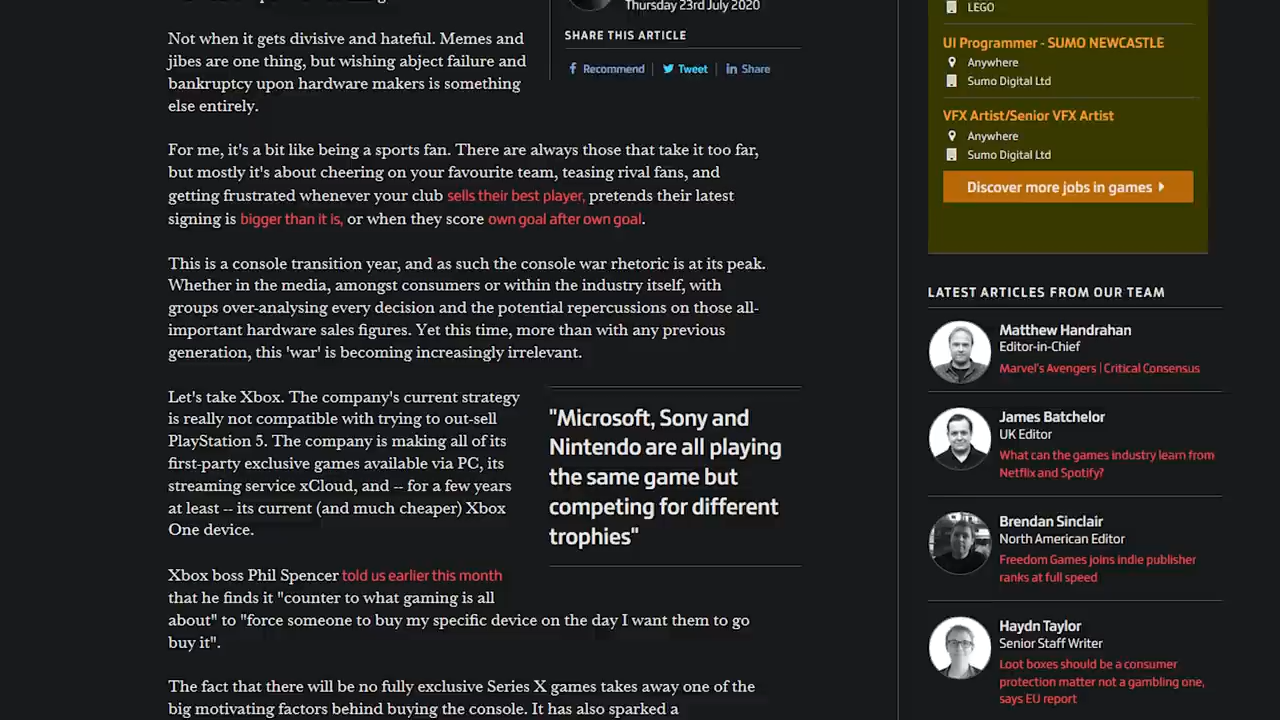 Thursday 23rd July 2020
SHARE THIS ARTICLE
Recommend
Tweet
Share
Not when it gets divisive and hateful. Memes and
jibes are one thing, but wishing abject failure and
bankruptcy upon hardware makers is something
else entirely.
For me, it's a bit like being a sports fan. There are always those that take it too far,
but mostly it's about cheering on your favourite team, teasing rival fans, and
getting frustrated whenever your club sells their best player, pretends their latest
signing is bigger than it is, or when they score own goal after own goal.
This is a console transition year, and as such the console war rhetoric is at its peak.
Whether in the media, amongst consumers or within the industry itself, with
groups over-analysing every decision and the potential repercussions on those all-
important hardware sales figures. Yet this time, more than with any previous
generation, this 'war' is becoming increasingly irrelevant.
Let's take Xbox. The company's current strategy
is really not compatible with trying to out-sell
PlayStation 5. The company is making all of its
first-party exclusive games available via PC, its
streaming service xCloud, and -- for a few years
at least -- its current (and much cheaper) Xbox
One device.
"Microsoft, Sony and
Nintendo are all playing
the same game but
competing for different
trophies"
Xbox boss Phil Spencer told us earlier this month
that he finds it "counter to what gaming is all
about" to "force someone to buy my specific device on the day I want them to go
buy it".
The fact that there will be no fully exclusive Series X games takes away one of the
big motivating factors behind buying the console. It has also sparked a
LEGO
UI Programmer - SUMO NEWCASTLE
Anywhere
Sumo Digital Ltd
VFX Artist/Senior VFX Artist
Anywhere
Sumo Digital Ltd
Discover more jobs in games
LATEST ARTICLES FROM OUR TEAM
Matthew Handrahan
Editor-in-Chief
Marvel's Avengers | Critical Consensus
James Batchelor
UK Editor
What can the games industry learn from
Netflix and Spotify?
Brendan Sinclair
North American Editor
Freedom Games joins indie publisher
ranks at full speed
Haydn Taylor
Senior Staff Writer
Loot boxes should be a consumer
protection matter not a gambling one,
says EU report